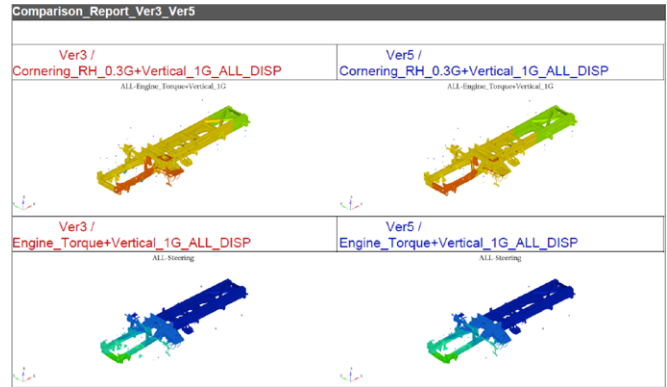 Comparison_Report_Ver3_Ver5
Ver3 /
Cornering_RH_0.3G+Vertical_1G_ALL_DISP
Ver5 /
Cornering_RH_0.3G+Vertical_1G_ALL_DISP
ALL-Engine_Torque+Vertical_1G
ALL-Engine_Torque+Vertical_1G
Ver3 /
Engine_Torque+Vertical_1G_ALL_DISP
Ver5 /
Engine_Torque+Vertical_1G_ALL_DISP
ALL-Steering
ALL-Steering